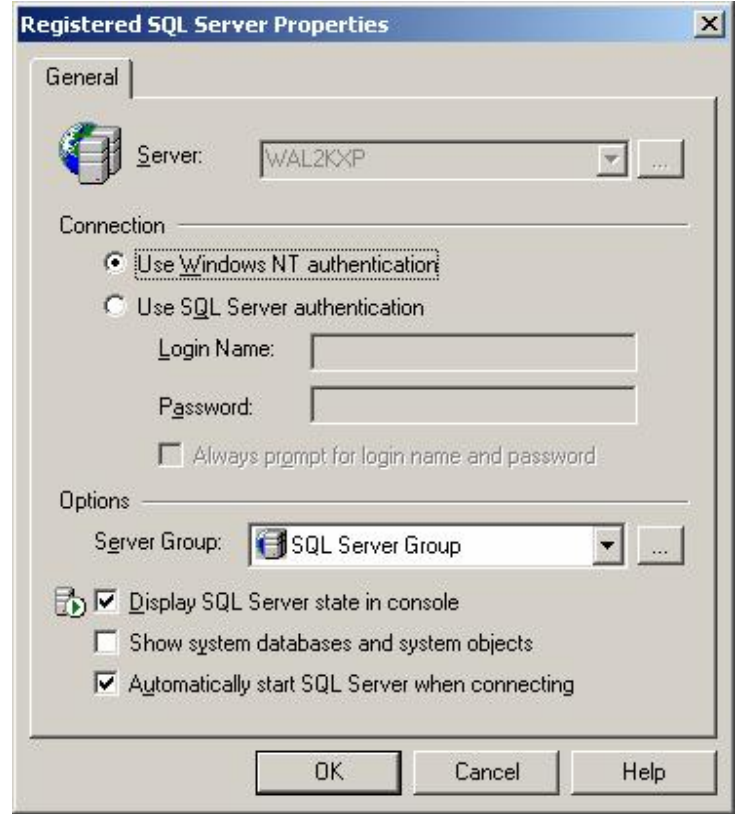 Registered SQL Server Properties
General
Server: WAL2KXP ...
Connection
Use Windows NT authentication
Use SQL Server authentication
Login Name:
Password:
Always prompt for login name and password
Options
Server Group: SQL Server Group ...
Display SQL Server state in console
Show system databases and system objects
Automatically start SQL Server when connecting
OK Cancel Help